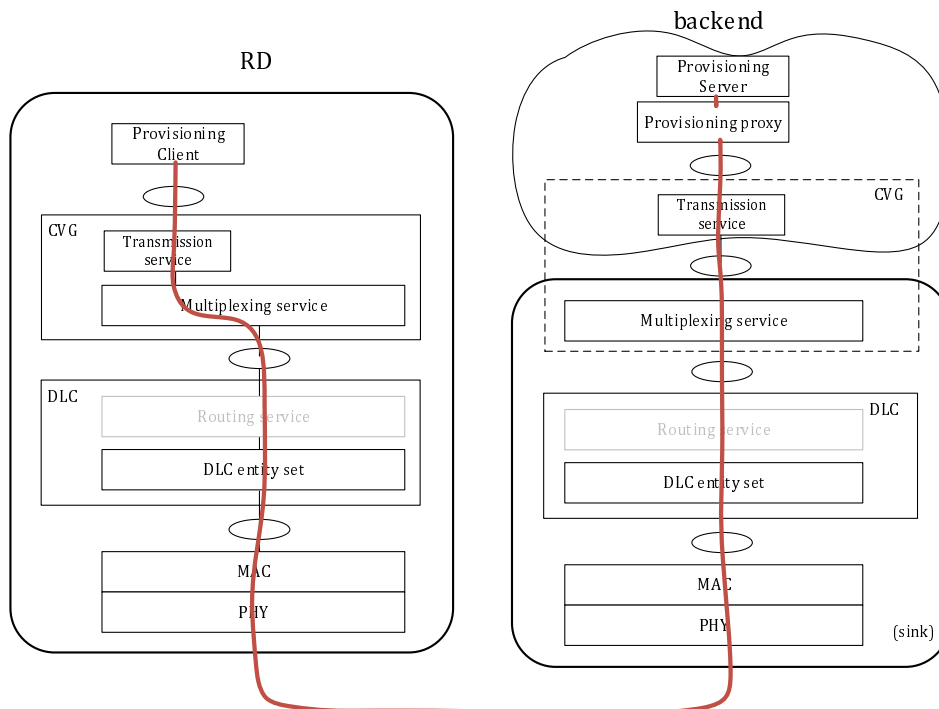 RD
Provisioning
Client
CVG
Transmission
service
Multiplexing service
DLC
Routing service
DLC entity set
MAC
PHY
backend
Provisioning
Server
Provisioning proxy
CVG
Transmission
service
Multiplexing service
DLC
Routing service
DLC entity set
MAC
PHY
(sink)